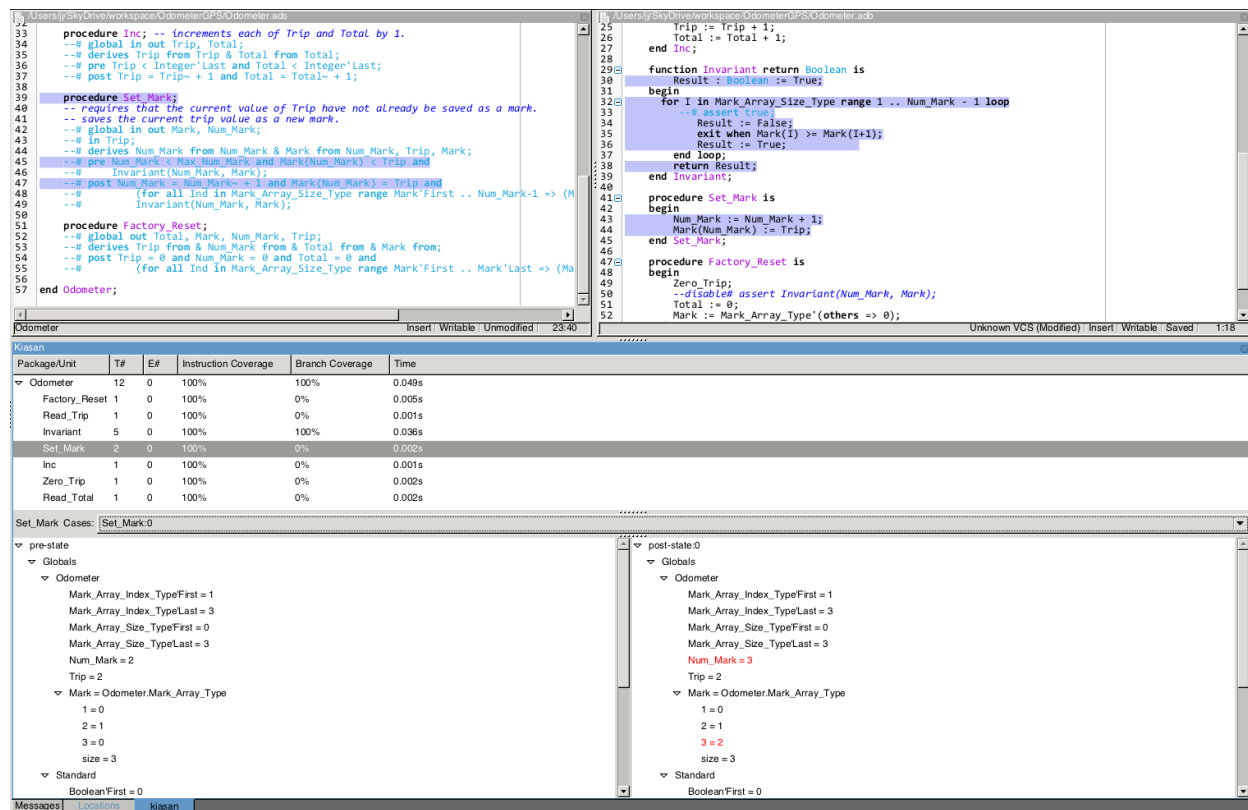 /Users/jj/SkyDrive/workspace/OdometerGPS/Odometer.ads
32
33 procedure Inc; -- increments each of Trip and Total by 1.
34 --# global in out Trip, Total;
35 --# derives Trip from Trip & Total from Total;
36 --# pre Trip < Integer'Last and Total < Integer'Last;
37 --# post Trip = Trip~ + 1 and Total = Total~ + 1;
38
39 procedure Set_Mark;
40 -- requires that the current value of Trip have not already be saved as a mark.
41 -- saves the current trip value as a new mark.
42 --# global in out Mark, Num_Mark;
43 --# in Trip;
44 --# derives Num_Mark from Num_Mark & Mark from Num_Mark, Trip, Mark;
45 --# pre Num_Mark < Max_Num_Mark and Mark(Num_Mark) < Trip and
46 --# Invariant(Num_Mark, Mark);
47 --# post Num_Mark = Num_Mark~ + 1 and Mark(Num_Mark) = Trip and
48 --# (for all Ind in Mark_Array_Size_Type range Mark'First .. Num_Mark-1 => (M
49 --# Invariant(Num_Mark, Mark);
50
51 procedure Factory_Reset;
52 --# global out Total, Mark, Num_Mark, Trip;
53 --# derives Trip from & Num_Mark from & Total from & Mark from;
54 --# post Trip = 0 and Num_Mark = 0 and Total = 0 and
55 --# (for all Ind in Mark_Array_Size_Type range Mark'First .. Mark'Last => (Ma
56
57 end Odometer;
Odometer Insert Writable Unmodified 23:40
/Users/jj/SkyDrive/workspace/OdometerGPS/Odometer.adb
25 Trip := Trip + 1;
26 Total := Total + 1;
27 end Inc;
28
29 function Invariant return Boolean is
30 Result : Boolean := True;
31 begin
32 for I in Mark_Array_Size_Type range 1 .. Num_Mark - 1 loop
33 --# assert true;
34 Result := False;
35 exit when Mark(I) >= Mark(I+1);
36 Result := True;
37 end loop;
38 return Result;
39 end Invariant;
40
41 procedure Set_Mark is
42 begin
43 Num_Mark := Num_Mark + 1;
44 Mark(Num_Mark) := Trip;
45 end Set_Mark;
46
47 procedure Factory_Reset is
48 begin
49 Zero_Trip;
50 --disable# assert Invariant(Num_Mark, Mark);
51 Total := 0;
52 Mark := Mark_Array_Type'(others => 0);
Unknown VCS (Modified) Insert Writable Saved 1:18
Kiasan
Package/Unit T# E# Instruction Coverage Branch Coverage Time
Odometer 12 0 100% 100% 0.049s
Factory_Reset 1 0 100% 0% 0.005s
Read_Trip 1 0 100% 0% 0.001s
Invariant 5 0 100% 100% 0.036s
Set_Mark 2 0 100% 0% 0.002s
Inc 1 0 100% 0% 0.001s
Zero_Trip 1 0 100% 0% 0.002s
Read_Total 1 0 100% 0% 0.002s
Set_Mark Cases: Set_Mark:0
pre-state
Globals
Odometer
Mark_Array_Index_Type'First = 1
Mark_Array_Index_Type'Last = 3
Mark_Array_Size_Type'First = 0
Mark_Array_Size_Type'Last = 3
Num_Mark = 2
Trip = 2
Mark = Odometer.Mark_Array_Type
1 = 0
2 = 1
3 = 0
size = 3
Standard
Boolean'First = 0
post-state:0
Globals
Odometer
Mark_Array_Index_Type'First = 1
Mark_Array_Index_Type'Last = 3
Mark_Array_Size_Type'First = 0
Mark_Array_Size_Type'Last = 3
Num_Mark = 3
Trip = 2
Mark = Odometer.Mark_Array_Type
1 = 0
2 = 1
3 = 2
size = 3
Standard
Boolean'First = 0
Messages Locations kiasan